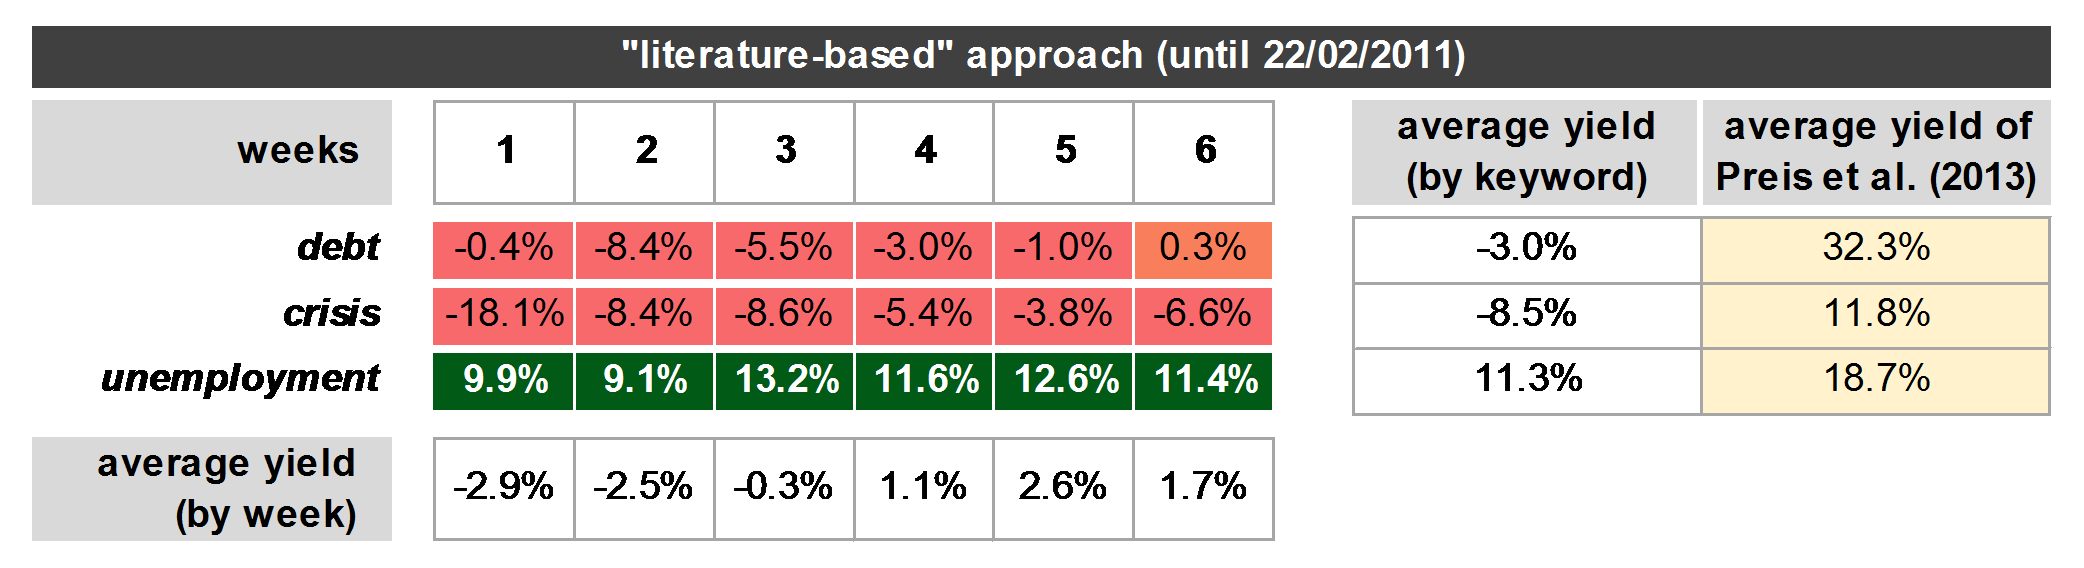 "literature-based" approach (until 22/02/2011)
weeks 1 2 3 4 5 6 average yield (by keyword) average yield of Preis et al. (2013)
debt -0.4% -8.4% -5.5% -3.0% -1.0% 0.3% -3.0% 32.3%
crisis -18.1% -8.4% -8.6% -5.4% -3.8% -6.6% -8.5% 11.8%
unemployment 9.9% 9.1% 13.2% 11.6% 12.6% 11.4% 11.3% 18.7%
average yield (by week) -2.9% -2.5% -0.3% 1.1% 2.6% 1.7%